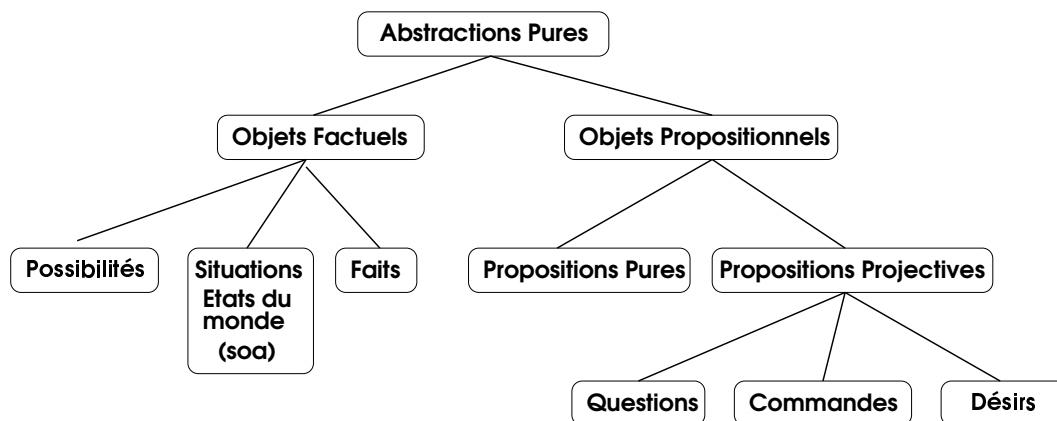 Abstractions Pures
Objets Factuels
Objets Propositionnels
Possibilités
Situations
Etats du
monde
(soa)
Faits
Propositions Pures
Propositions Projectives
Questions
Commandes
Désirs